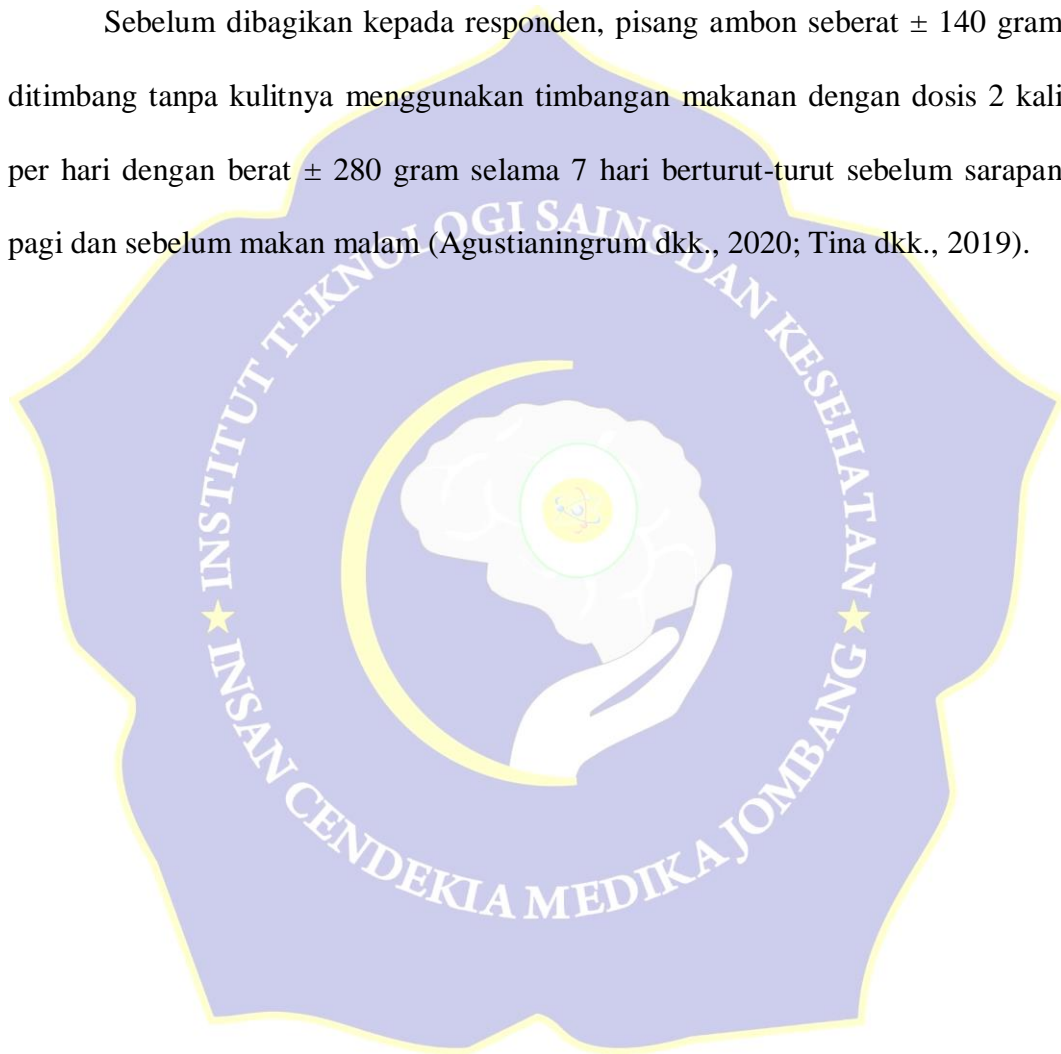 Sebelum dibagikan kepada responden, pisang ambon seberat ± 140 gram
ditimbang tanpa kulitnya menggunakan timbangan makanan dengan dosis 2 kali
per hari dengan berat ± 280 gram selama 7 hari berturut-turut sebelum sarapan
pagi dan sebelum makan malam (Agustianingrum dkk., 2020; Tina dkk., 2019).
INSTITUT TEKNOLOGI SAINS DAN KESEHATAN
INSAN CENDEKIA MEDIKA JOMBANG